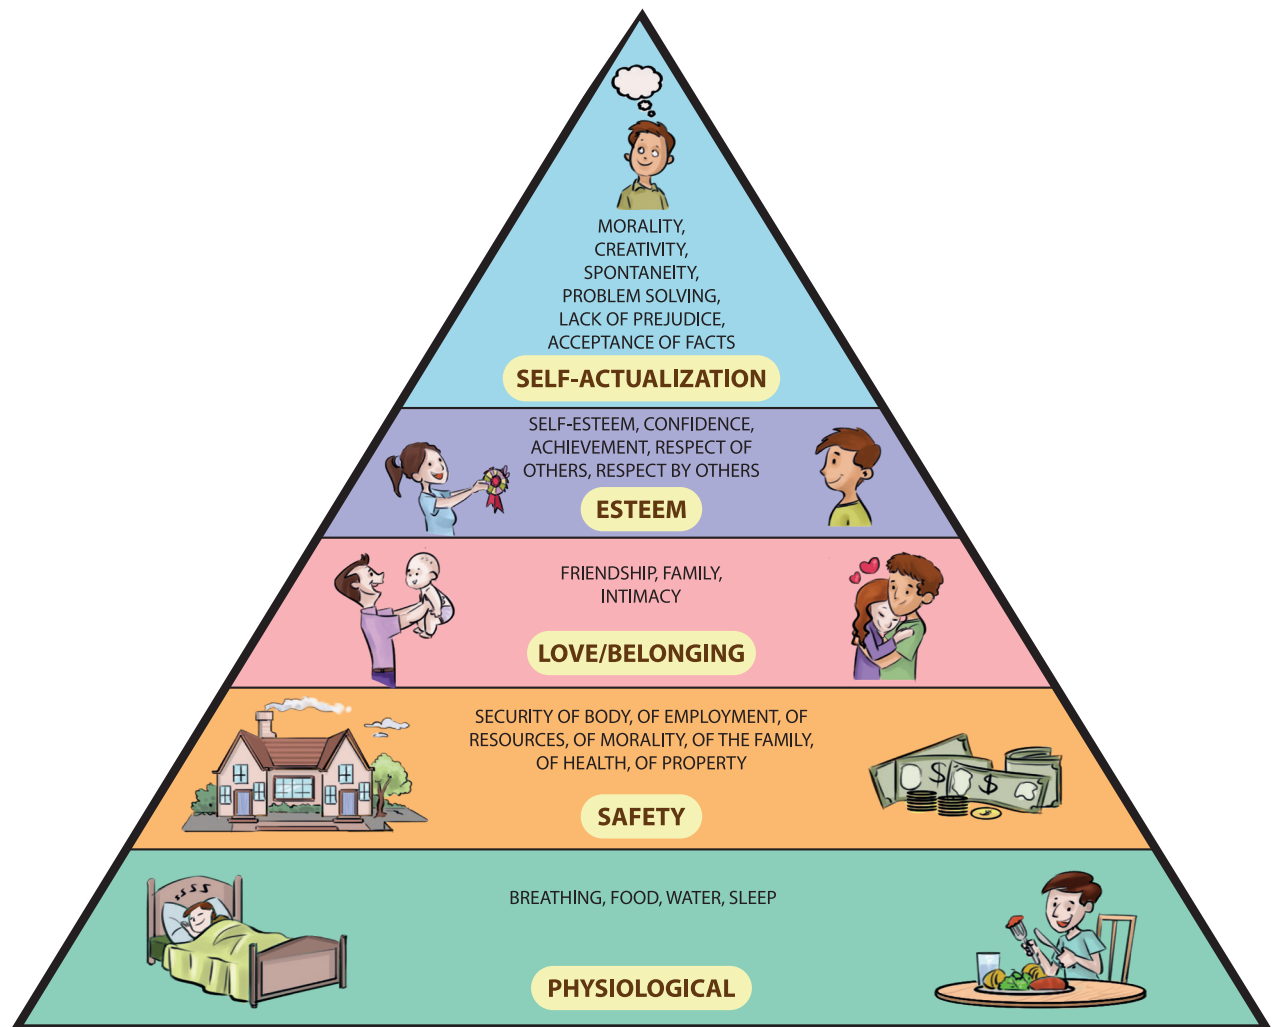 MORALITY,
CREATIVITY,
SPONTANEITY,
PROBLEM SOLVING,
LACK OF PREJUDICE,
ACCEPTANCE OF FACTS
SELF-ACTUALIZATION
SELF-ESTEEM, CONFIDENCE,
ACHIEVEMENT, RESPECT OF
OTHERS, RESPECT BY OTHERS
ESTEEM
FRIENDSHIP, FAMILY,
INTIMACY
LOVE/BELONGING
SECURITY OF BODY, OF EMPLOYMENT, OF
RESOURCES, OF MORALITY, OF THE FAMILY,
OF HEALTH, OF PROPERTY
$ $
SAFETY
SSSS
BREATHING, FOOD, WATER, SLEEP
PHYSIOLOGICAL